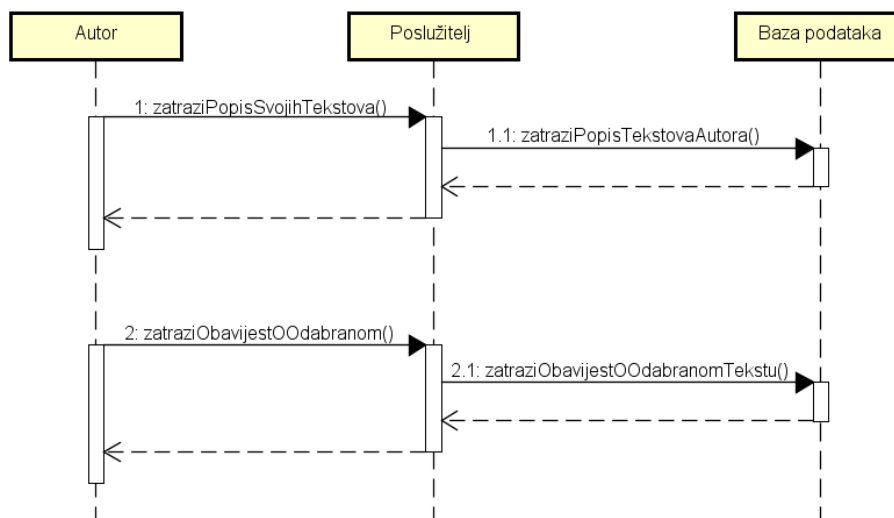 Autor
Poslužitelj
Baza podataka
1: zatraziPopisSvojihTekstova()
1.1: zatraziPopisTekstovaAutora()
2: zatraziObavijestOOdabranom()
2.1: zatraziObavijestOOdabranomTekstu()